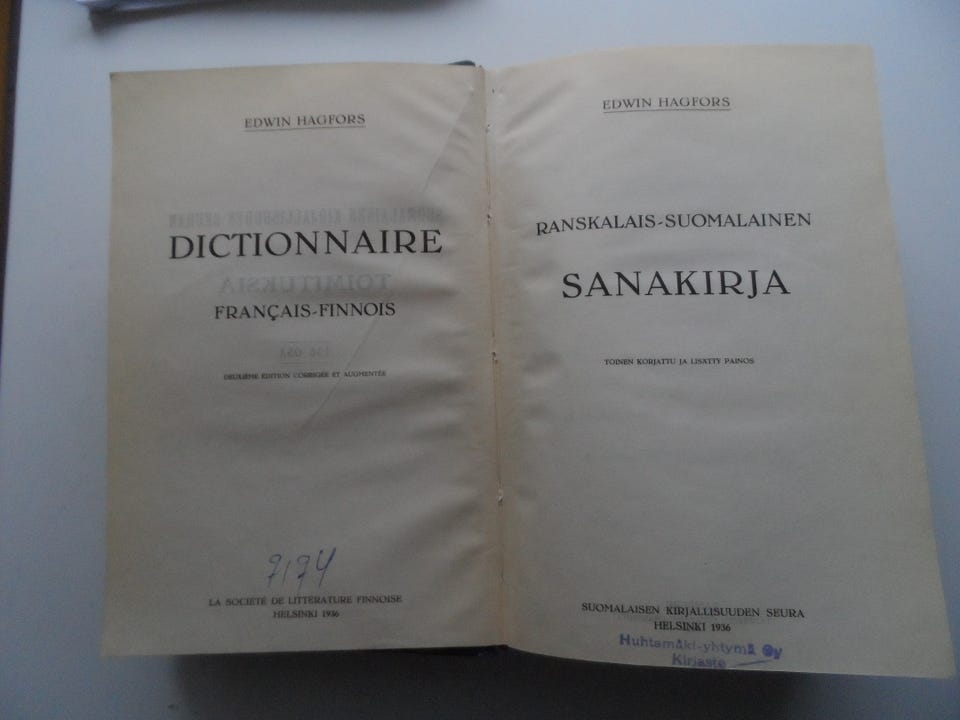 EDWIN HAGFORS
DICTIONNAIRE
FRANÇAIS-FINNOIS
DEUXIÈME ÉDITION CORRIGÉE ET AUGMENTÉE
7174
LA SOCIÉTÉ DE LITTÉRATURE FINNOISE
HELSINKI 1936
EDWIN HAGFORS
RANSKALAIS-SUOMALAINEN
SANAKIRJA
TOINEN KORJATTU JA LISÄTTY PAINOS
SUOMALAISEN KIRJALLISUUDEN SEURA
HELSINKI 1936
Huhtamäki-yhtymä Oy
Kirjasto